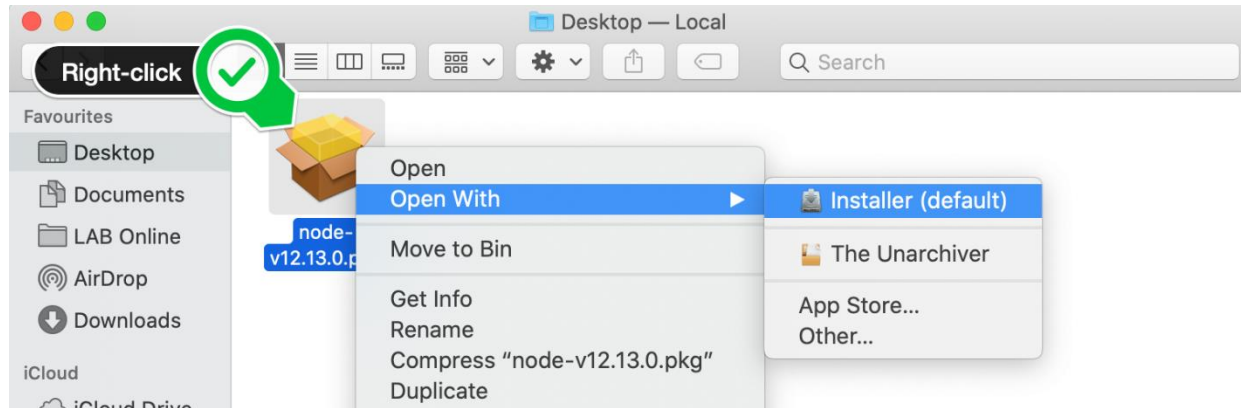 Desktop — Local
Right-click
Search
Favourites
Desktop
Documents
LAB Online
AirDrop
Downloads
iCloud
iCloud Drive
node-
v12.13.0.p
Open
Open With
Move to Bin
Get Info
Rename
Compress “node-v12.13.0.pkg”
Duplicate
Installer (default)
The Unarchiver
App Store...
Other...